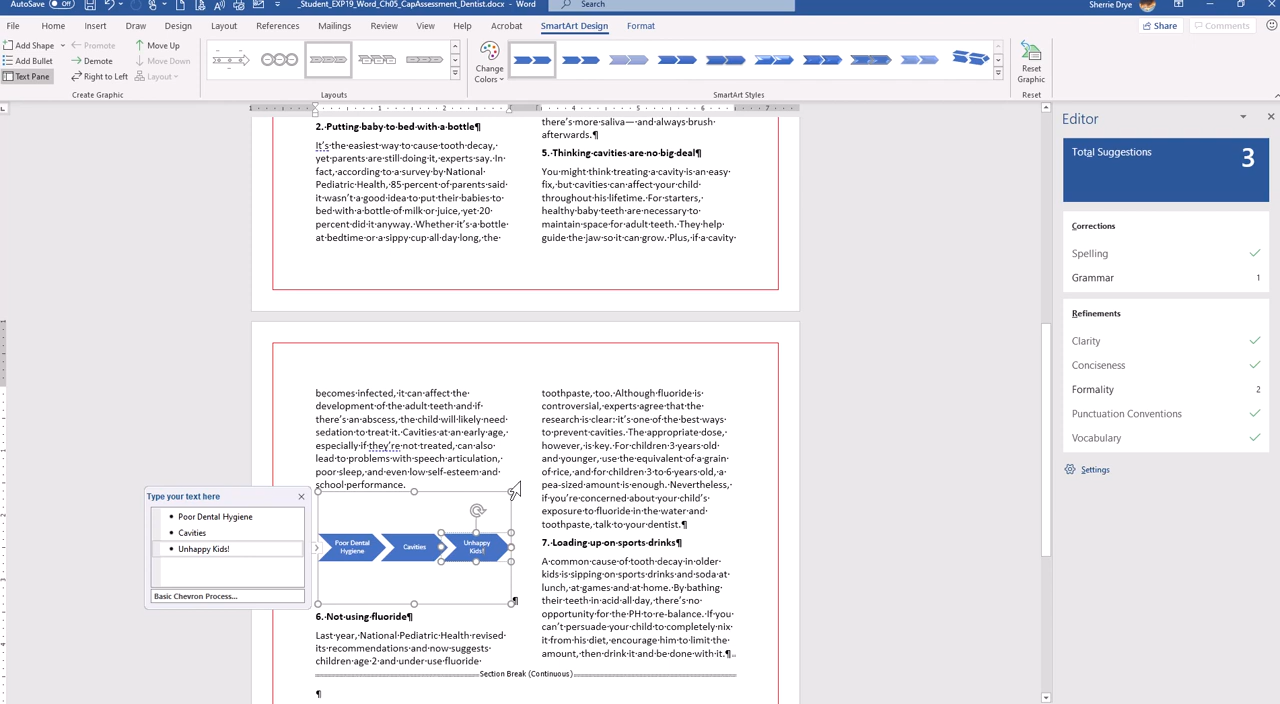 AutoSave Off _Student_EXP19_Word_Ch05_CapAssessment_Dentist.docx - Word Search Sherrie Drye
File Home Insert Draw Design Layout References Mailings Review View Help Acrobat SmartArt Design Format Share Comments
Add Shape Promote Move Up
Add Bullet Demote Move Down
Text Pane Right to Left Layout
Change Colors
Reset Graphic
Create Graphic Layouts SmartArt Styles Reset
2.·Putting·baby·to·bed·with·a·bottle¶
It's·the·easiest·way·to·cause·tooth·decay,·
yet·parents·are·still·doing·it,·experts·say.·In·
fact,·according·to·a·survey·by·National·
Pediatric·Health,·85·percent·of·parents·said·
it·wasn't·a·good·idea·to·put·their·babies·to·
bed·with·a·bottle·of·milk·or·juice,·yet·20·
percent·did·it·anyway.·Whether·it's·a·bottle·
at·bedtime·or·a·sippy·cup·all·day·long,·the·
there's·more·saliva—·and·always·brush·
afterwards.¶
5.·Thinking·cavities·are·no·big·deal¶
You·might·think·treating·a·cavity·is·an·easy·
fix,·but·cavities·can·affect·your·child·
throughout·his·lifetime.·For·starters,·
healthy·baby·teeth·are·necessary·to·
maintain·space·for·adult·teeth.·They·help·
guide·the·jaw·so·it·can·grow.·Plus,·if·a·cavity·
becomes·infected,·it·can·affect·the·
development·of·the·adult·teeth·and·if·
there's·an·abscess,·the·child·will·likely·need·
sedation·to·treat·it.·Cavities·at·an·early·age,·
especially·if·they're·not·treated,·can·also·
lead·to·problems·with·speech·articulation,·
poor·sleep,·and·even·low·self-esteem·and·
school·performance.
Poor Dental Hygiene
Cavities
Unhappy Kids!
¶
6.·Not·using·fluoride¶
Last·year,·National·Pediatric·Health·revised·
its·recommendations·and·now·suggests·
children·age·2·and·under·use·fluoride·
toothpaste,·too.·Although·fluoride·is·
controversial,·experts·agree·that·the·
research·is·clear:·it's·one·of·the·best·ways·
to·prevent·cavities.·The·appropriate·dose,·
however,·is·key.·For·children·3·years·old·
and·younger,·use·the·equivalent·of·a·grain·
of·rice,·and·for·children·3·to·6·years·old,·a·
pea-sized·amount·is·enough.·Nevertheless,·
if·you're·concerned·about·your·child's·
exposure·to·fluoride·in·the·water·and·
toothpaste,·talk·to·your·dentist.¶
7.·Loading·up·on·sports·drinks¶
A·common·cause·of·tooth·decay·in·older·
kids·is·sipping·on·sports·drinks·and·soda·at·
lunch,·at·games·and·at·home.·By·bathing·
their·teeth·in·acid·all·day,·there's·no·
opportunity·for·the·PH·to·re-balance.·If·you·
can't·persuade·your·child·to·completely·nix·
it·from·his·diet,·encourage·him·to·limit·the·
amount,·then·drink·it·and·be·done·with·it.¶
Section Break (Continuous)
¶
Type your text here
• Poor Dental Hygiene
• Cavities
• Unhappy Kids!
Basic Chevron Process...
Editor
Total Suggestions 3
Corrections
Spelling
Grammar 1
Refinements
Clarity
Conciseness
Formality 2
Punctuation Conventions
Vocabulary
Settings